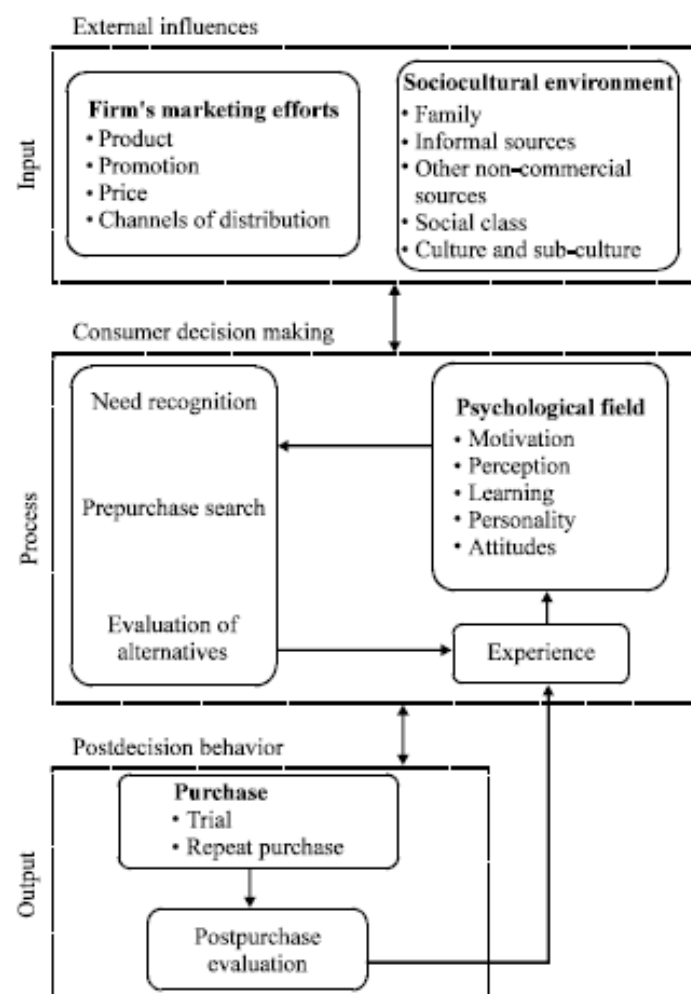 External influences
Input
Firm's marketing efforts
• Product
• Promotion
• Price
• Channels of distribution
Sociocultural environment
• Family
• Informal sources
• Other non-commercial
sources
• Social class
• Culture and sub-culture
Consumer decision making
Process
Need recognition
Prepurchase search
Evaluation of
alternatives
Psychological field
• Motivation
• Perception
• Learning
• Personality
• Attitudes
Experience
Postdecision behavior
Output
Purchase
• Trial
• Repeat purchase
Postpurchase
evaluation